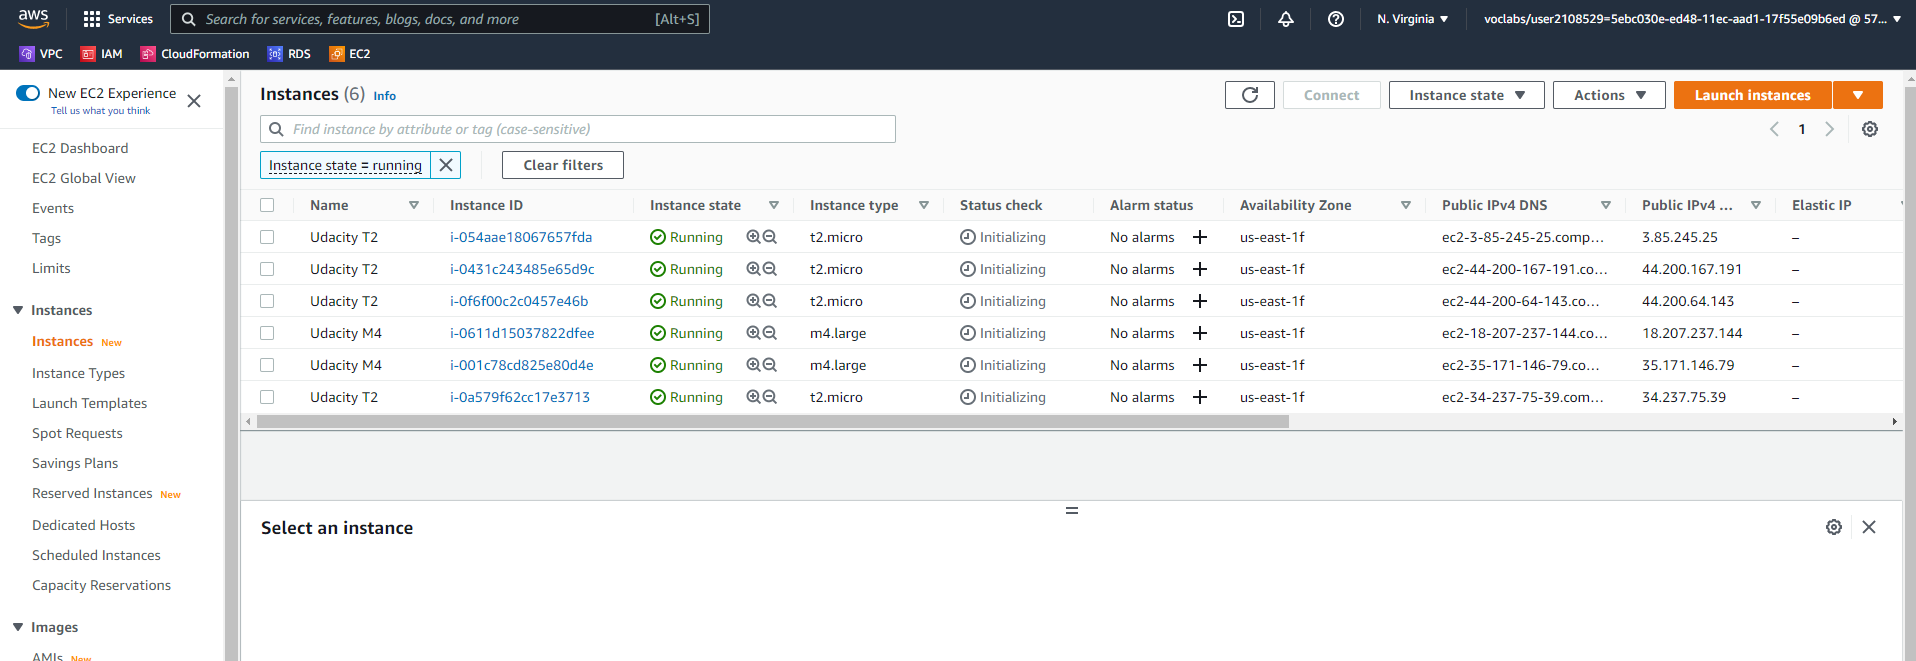 aws Services Search for services, features, blogs, docs, and more [Alt+S] N. Virginia voclabs/user2108529=5ebc030e-ed48-11ec-aad1-17f55e09b6ed @ 57...
VPC IAM CloudFormation RDS EC2
New EC2 Experience
Tell us what you think
EC2 Dashboard
EC2 Global View
Events
Tags
Limits
Instances
Instances New
Instance Types
Launch Templates
Spot Requests
Savings Plans
Reserved Instances New
Dedicated Hosts
Scheduled Instances
Capacity Reservations
Images
AMIs New
Instances (6) Info Connect Instance state Actions Launch instances
Find instance by attribute or tag (case-sensitive) 1
Instance state = running Clear filters
Name Instance ID Instance state Instance type Status check Alarm status Availability Zone Public IPv4 DNS Public IPv4 ... Elastic IP
Udacity T2 i-054aae18067657fda Running t2.micro Initializing No alarms + us-east-1f ec2-3-85-245-25.comp... 3.85.245.25 –
Udacity T2 i-0431c243485e65d9c Running t2.micro Initializing No alarms + us-east-1f ec2-44-200-167-191.co... 44.200.167.191 –
Udacity T2 i-0f6f00c2c0457e46b Running t2.micro Initializing No alarms + us-east-1f ec2-44-200-64-143.co... 44.200.64.143 –
Udacity M4 i-0611d15037822dfee Running m4.large Initializing No alarms + us-east-1f ec2-18-207-237-144.co... 18.207.237.144 –
Udacity M4 i-001c78cd825e80d4e Running m4.large Initializing No alarms + us-east-1f ec2-35-171-146-79.co... 35.171.146.79 –
Udacity T2 i-0a579f62cc17e3713 Running t2.micro Initializing No alarms + us-east-1f ec2-34-237-75-39.com... 34.237.75.39 –
Select an instance